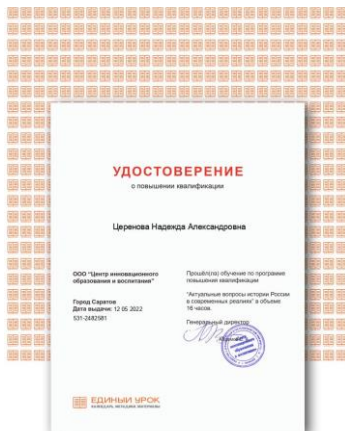 УДОСТОВЕРЕНИЕ
о повышении квалификации
Церенова Надежда Александровна
ООО "Центр инновационного
образования и воспитания"
Город Саратов
Дата выдачи: 12 05 2022
531-2482581
Прошёл(ла) обучение по программе
повышения квалификации
"Актуальные вопросы истории России
в современных реалиях" в объеме
16 часов.
Генеральный директор
ЕДИНЫЙ УРОК